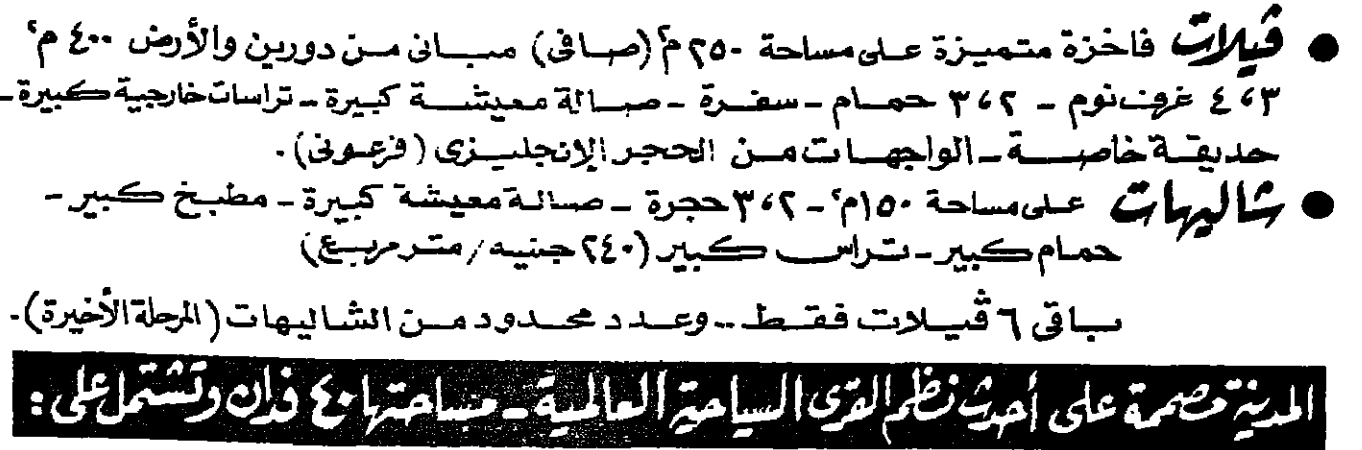 ● ڤيلات فاخزة متميزة على مساحة ٢٥٠ م٢ (صافى) مبانى من دورين والأرض ٤٠٠ م٢
٣، ٤ غرف نوم - ٢، ٣ حمام - سفرة - صالة معيشة كبيرة - تراسات خارجية كبيرة -
حديقة خاصة - الواجهات من الحجر الإنجليزى (فرعونى).
● شاليهات على مساحة ١٥٠م٢ - ٢، ٣ حجرة - صالة معيشة كبيرة - مطبخ كبير -
حمام كبير - تراس كبير (٢٤٠ جنيه / متر مربع)
باقى ٦ ڤيلات فقط .. وعدد محدود من الشاليهات (المرحلة الأخيرة).
المدينة مصممة على أحدث نظم القرى السياحية العالمية - مساحتها ٤٠ فدان وتشتمل على :